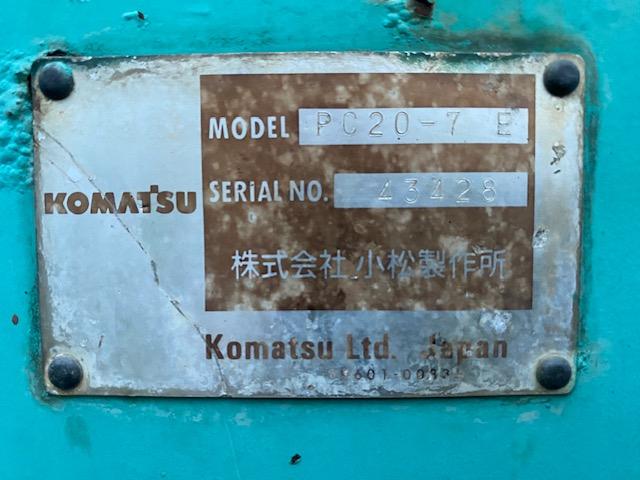 KOMATSU
MODEL PC20-7 E
SERIAL NO. 43428
株式会社 小松製作所
Komatsu Ltd. Japan